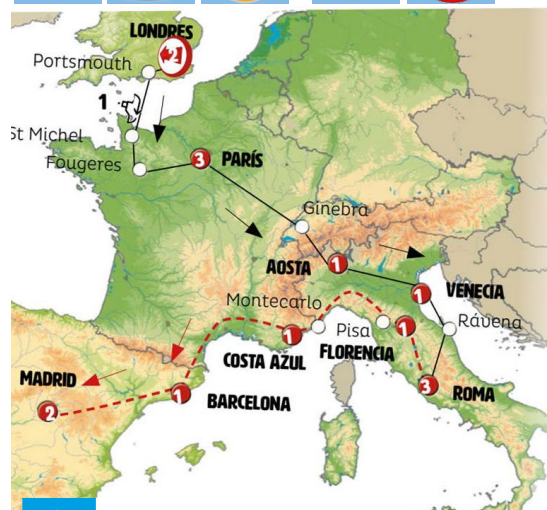 LONDRES
2
Portsmouth
1
St Michel
Fougeres
3
PARÍS
Ginebra
AOSTA
1
1
VENECIA
Montecarlo
Rávena
1
Pisa
1
COSTA AZUL
FLORENCIA
MADRID
2
1
BARCELONA
3
ROMA